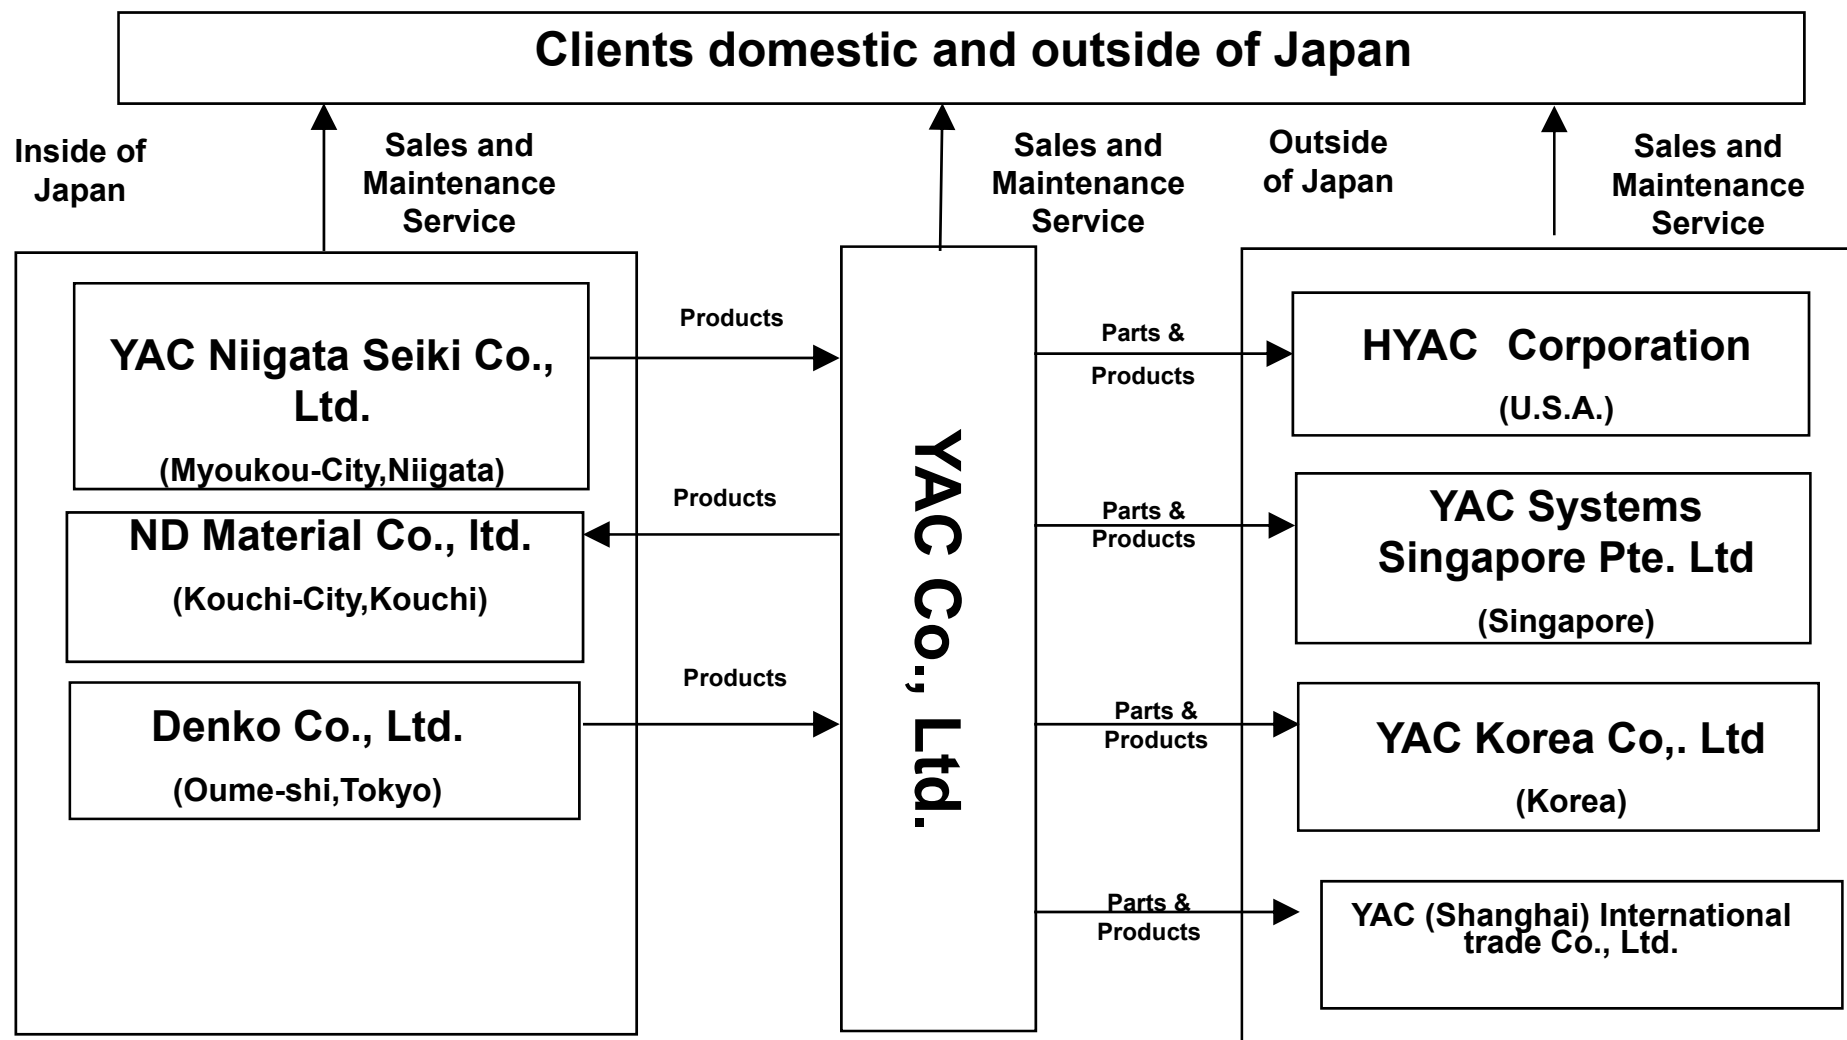 Clients domestic and outside of Japan
Inside of
Japan
Sales and
Maintenance
Service
Sales and
Maintenance
Service
Outside
of Japan
Sales and
Maintenance
Service
YAC Niigata Seiki Co.,
Ltd.
(Myoukou-City,Niigata)
ND Material Co., ltd.
(Kouchi-City,Kouchi)
Denko Co., Ltd.
(Oume-shi,Tokyo)
Products
Products
Products
YAC Co., Ltd.
Parts &
Products
Parts &
Products
Parts &
Products
Parts &
Products
HYAC Corporation
(U.S.A.)
YAC Systems
Singapore Pte. Ltd
(Singapore)
YAC Korea Co,. Ltd
(Korea)
YAC (Shanghai) International
trade Co., Ltd.